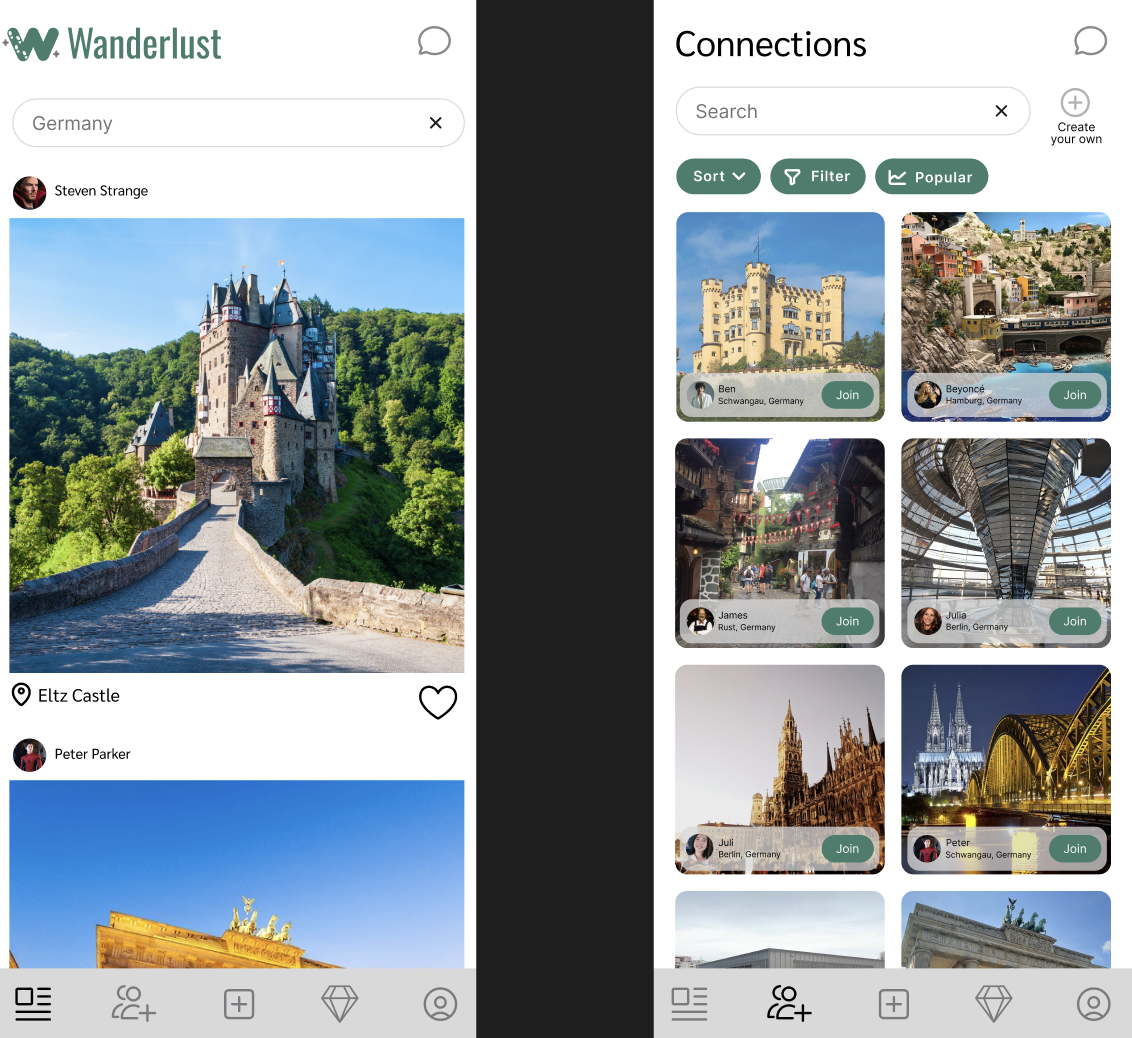 Wanderlust
Germany
Steven Strange
Eltz Castle
Peter Parker
Connections
Search
Create
your own
Sort
Filter
Popular
Ben
Schwangau, Germany
Join
Beyoncé
Hamburg, Germany
Join
James
Rust, Germany
Join
Julia
Berlin, Germany
Join
Juli
Berlin, Germany
Join
Peter
Schwangau, Germany
Join